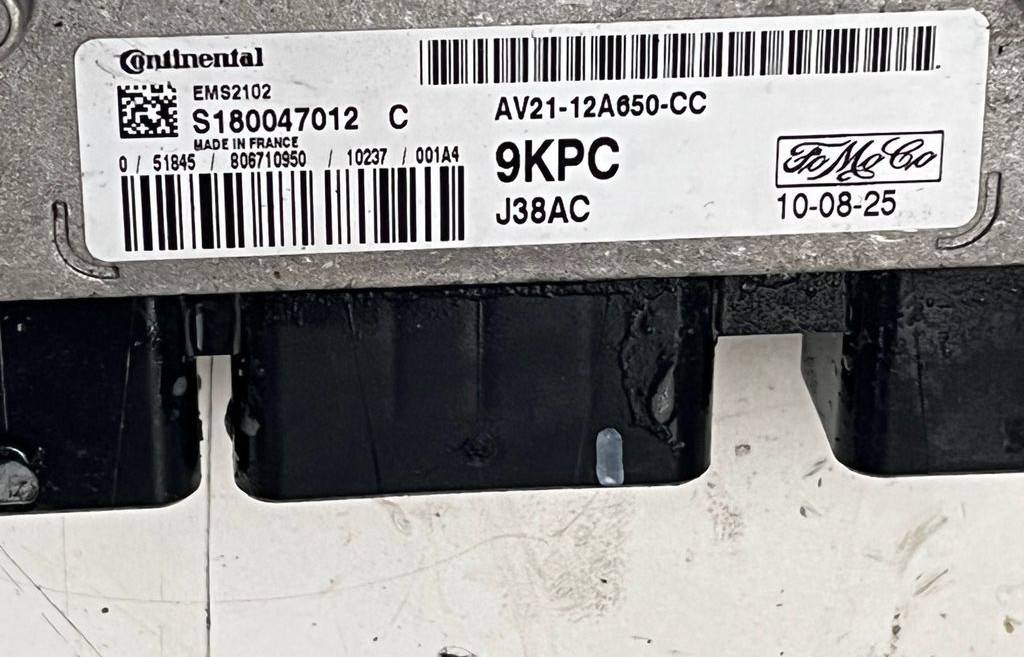 Continental
EMS2102
S180047012 C
MADE IN FRANCE
0 / 51845 / 806710950 / 10237 / 001A4
AV21-12A650-CC
9KPC
J38AC
FoMoCo
10-08-25